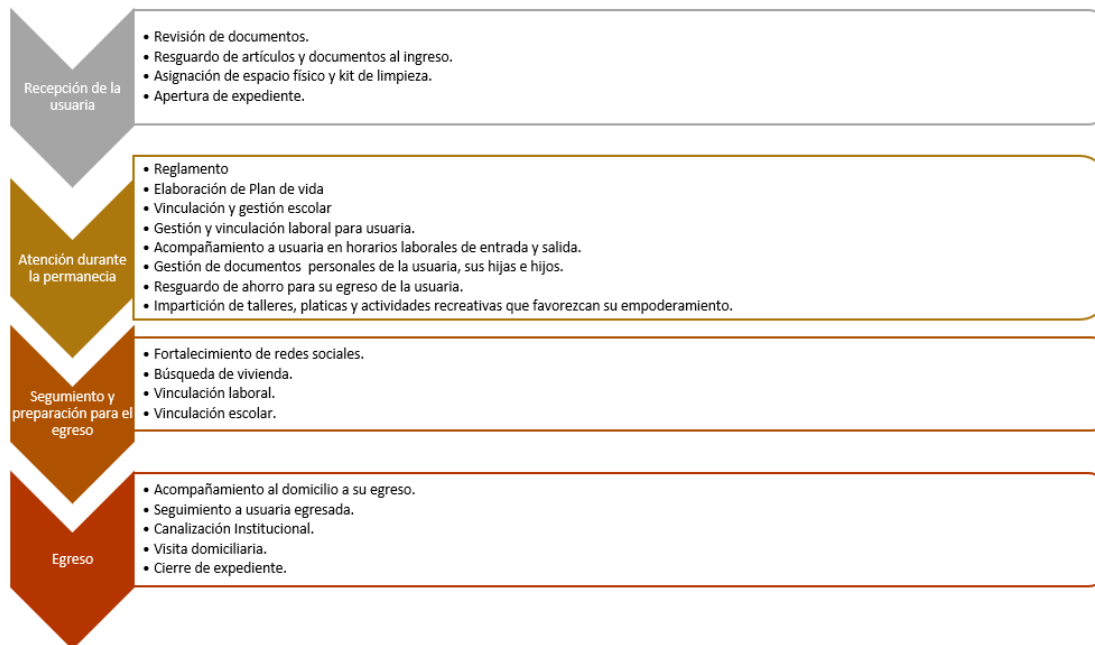 Recepción de la
usuaria
• Revisión de documentos.
• Resguardo de artículos y documentos al ingreso.
• Asignación de espacio físico y kit de limpieza.
• Apertura de expediente.
Atención durante
la permanecia
• Reglamento
• Elaboración de Plan de vida
• Vinculación y gestión escolar
• Gestión y vinculación laboral para usuaria.
• Acompañamiento a usuaria en horarios laborales de entrada y salida.
• Gestión de documentos personales de la usuaria, sus hijas e hijos.
• Resguardo de ahorro para su egreso de la usuaria.
• Impartición de talleres, platicas y actividades recreativas que favorezcan su empoderamiento.
Segumiento y
preparación para el
egreso
• Fortalecimiento de redes sociales.
• Búsqueda de vivienda.
• Vinculación laboral.
• Vinculación escolar.
Egreso
• Acompañamiento al domicilio a su egreso.
• Seguimiento a usuaria egresada.
• Canalización Institucional.
• Visita domiciliaria.
• Cierre de expediente.